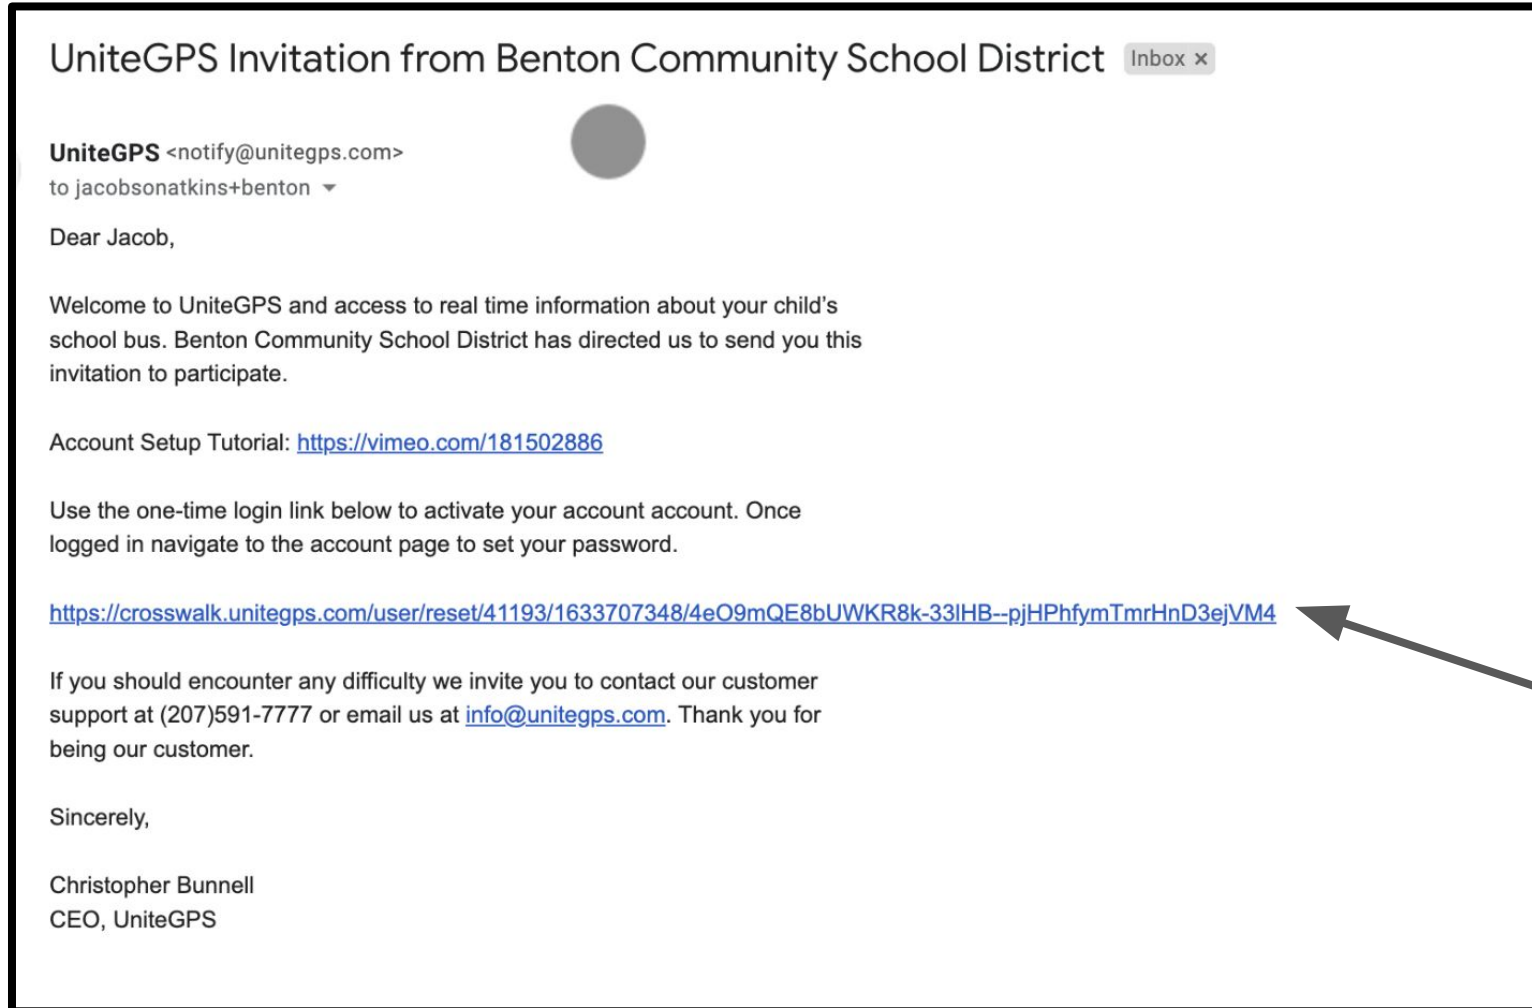 UniteGPS Invitation from Benton Community School District Inbox ×
UniteGPS <notify@unitegps.com>
to jacobsonatkins+benton
Dear Jacob,
Welcome to UniteGPS and access to real time information about your child's
school bus. Benton Community School District has directed us to send you this
invitation to participate.
Account Setup Tutorial: https://vimeo.com/181502886
Use the one-time login link below to activate your account account. Once
logged in navigate to the account page to set your password.
https://crosswalk.unitegps.com/user/reset/41193/1633707348/4eO9mQE8bUWKR8k-33lHB--pjHPhfymTmrHnD3ejVM4
If you should encounter any difficulty we invite you to contact our customer
support at (207)591-7777 or email us at info@unitegps.com. Thank you for
being our customer.
Sincerely,
Christopher Bunnell
CEO, UniteGPS